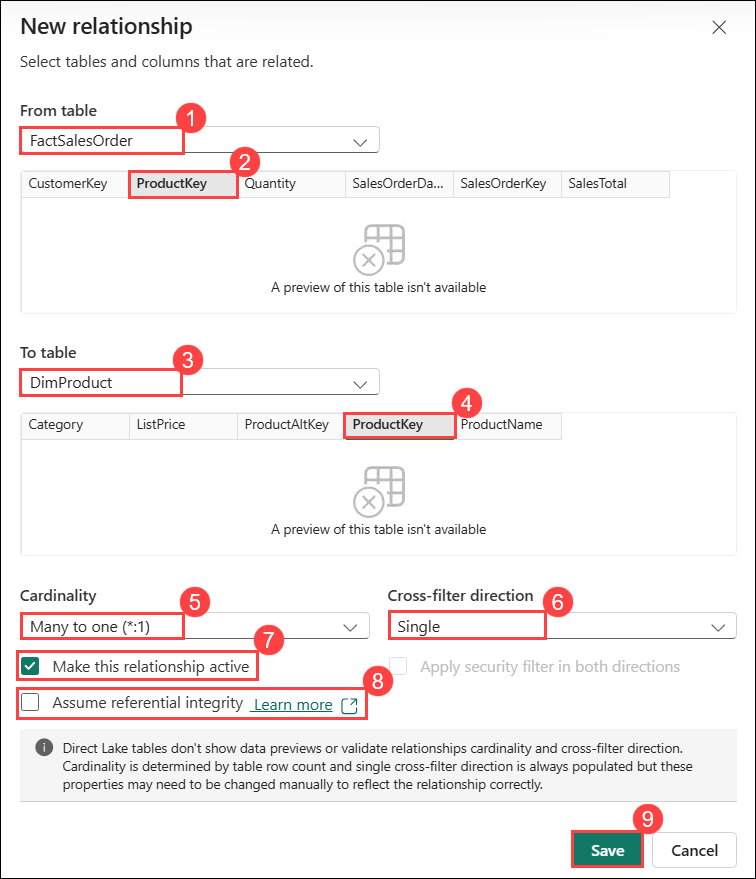 New relationship
Select tables and columns that are related.
From table
1
FactSalesOrder
2
CustomerKey ProductKey Quantity SalesOrderDa... SalesOrderKey SalesTotal
A preview of this table isn't available
To table
3
DimProduct
4
Category ListPrice ProductAltKey ProductKey ProductName
A preview of this table isn't available
Cardinality 5 Cross-filter direction 6
Many to one (*:1) Single
7
Make this relationship active Apply security filter in both directions
8
Assume referential integrity Learn more
Direct Lake tables don't show data previews or validate relationships cardinality and cross-filter direction.
Cardinality is determined by table row count and single cross-filter direction is always populated but these
properties may need to be changed manually to reflect the relationship correctly.
9
Save Cancel